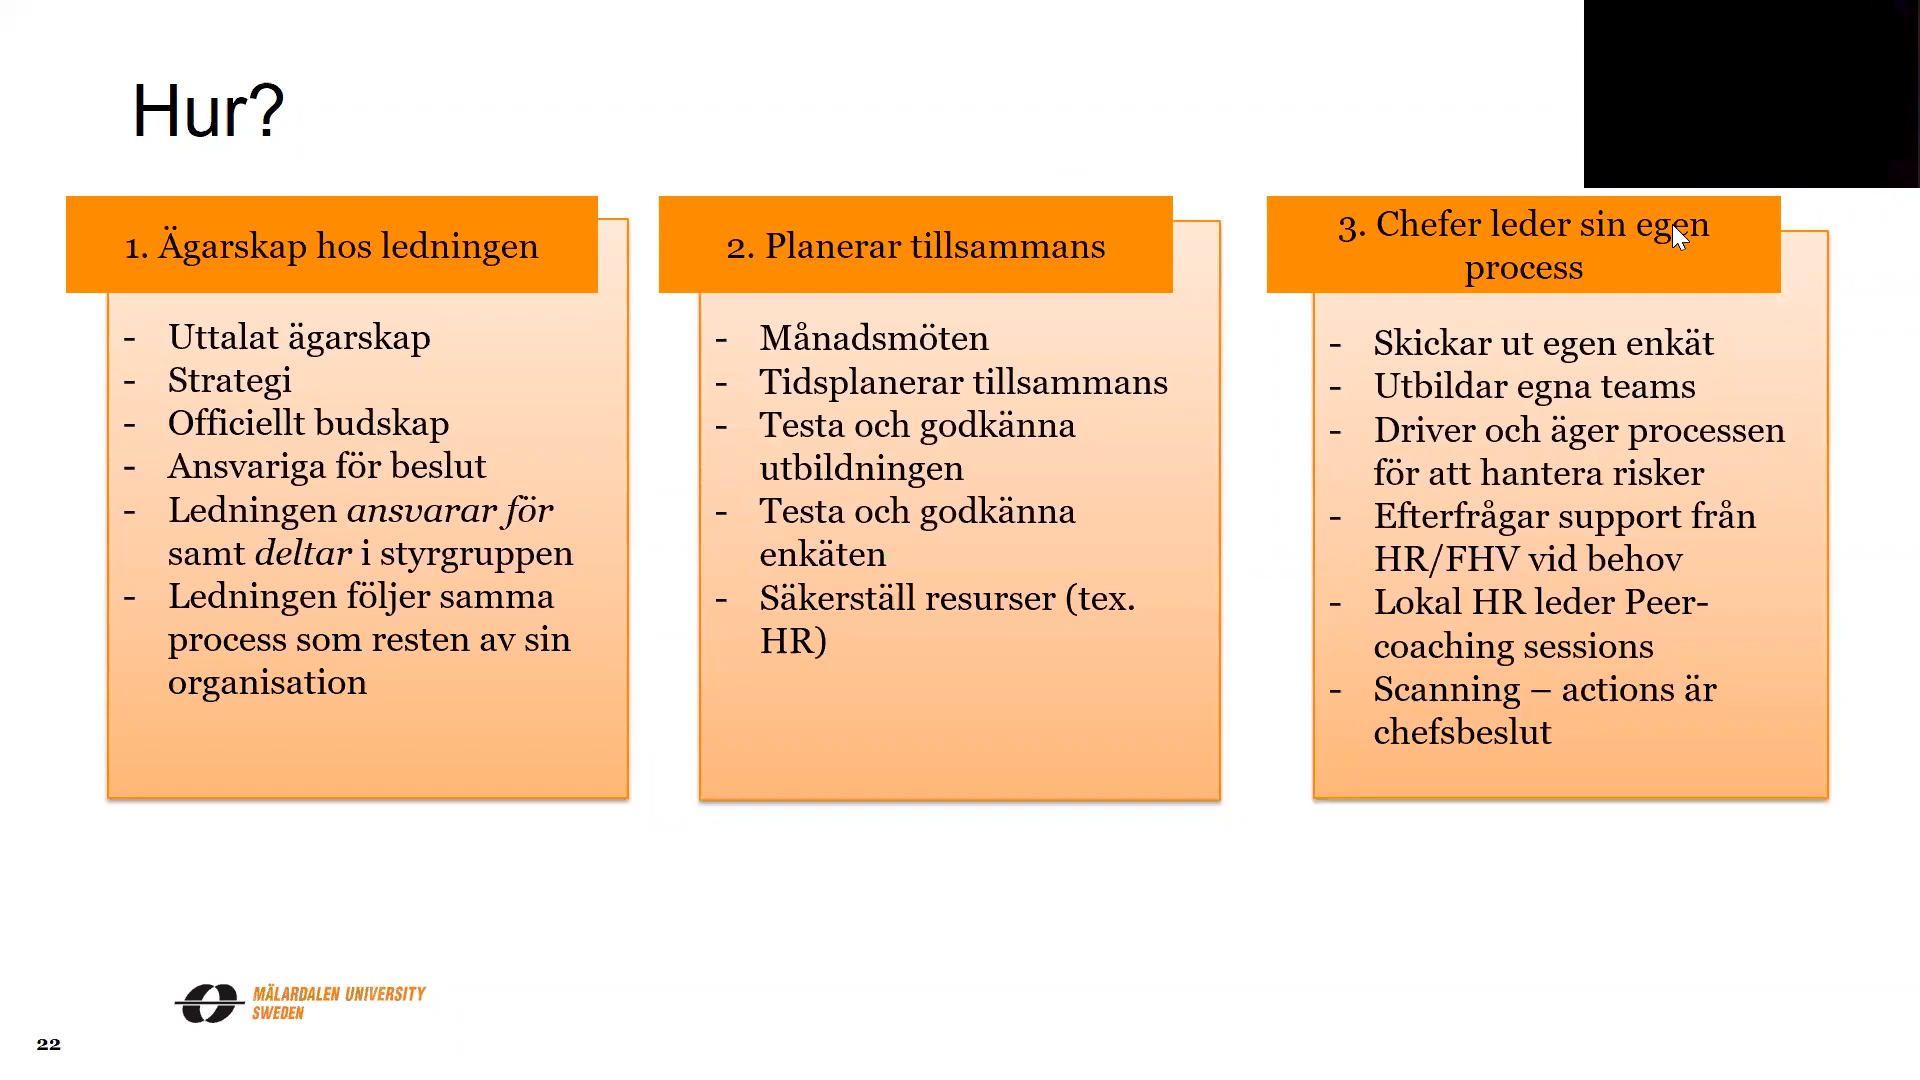 Hur?
1. Ägarskap hos ledningen
- Uttalat ägarskap
- Strategi
- Officiellt budskap
- Ansvariga för beslut
- Ledningen ansvarar för
samt deltar i styrgruppen
- Ledningen följer samma
process som resten av sin
organisation
2. Planerar tillsammans
- Månadsmöten
- Tidsplanerar tillsammans
- Testa och godkänna
utbildningen
- Testa och godkänna
enkäten
- Säkerställ resurser (tex.
HR)
3. Chefer leder sin egen
process
- Skickar ut egen enkät
- Utbildar egna teams
- Driver och äger processen
för att hantera risker
- Efterfrågar support från
HR/FHV vid behov
- Lokal HR leder Peer-
coaching sessions
- Scanning – actions är
chefsbeslut
MÄLARDALEN UNIVERSITY
SWEDEN
22